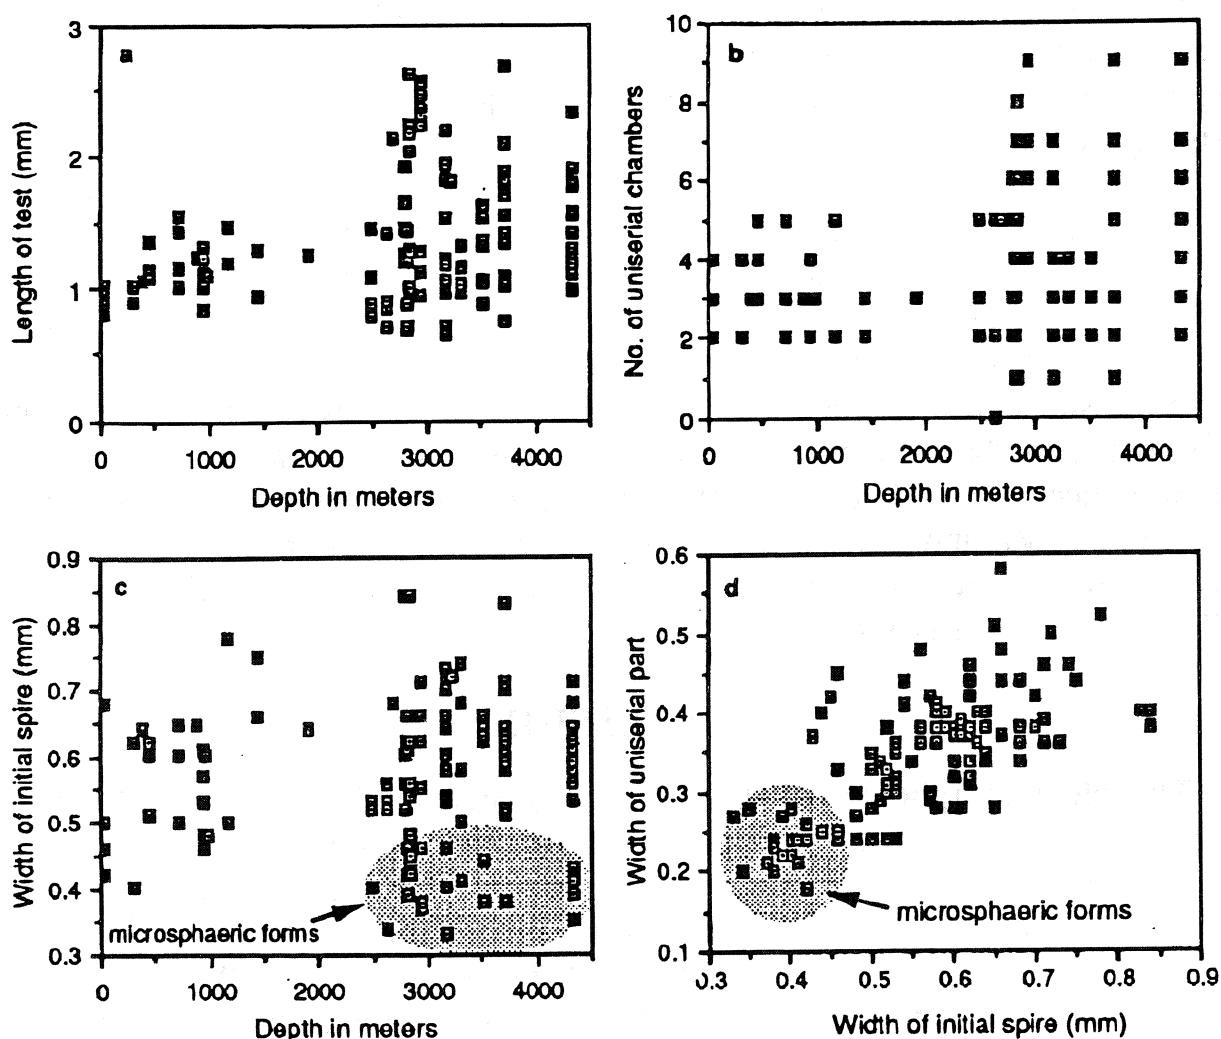 3
2
1
0
Length of test (mm)
0 1000 2000 3000 4000
Depth in meters
b
10
8
6
4
2
0
No. of uniserial chambers
0 1000 2000 3000 4000
Depth in meters
c
0.9
0.8
0.7
0.6
0.5
0.4
0.3
Width of initial spire (mm)
microsphaeric forms
0 1000 2000 3000 4000
Depth in meters
d
0.6
0.5
0.4
0.3
0.2
0.1
Width of uniserial part
microsphaeric forms
0.3 0.4 0.5 0.6 0.7 0.8 0.9
Width of initial spire (mm)